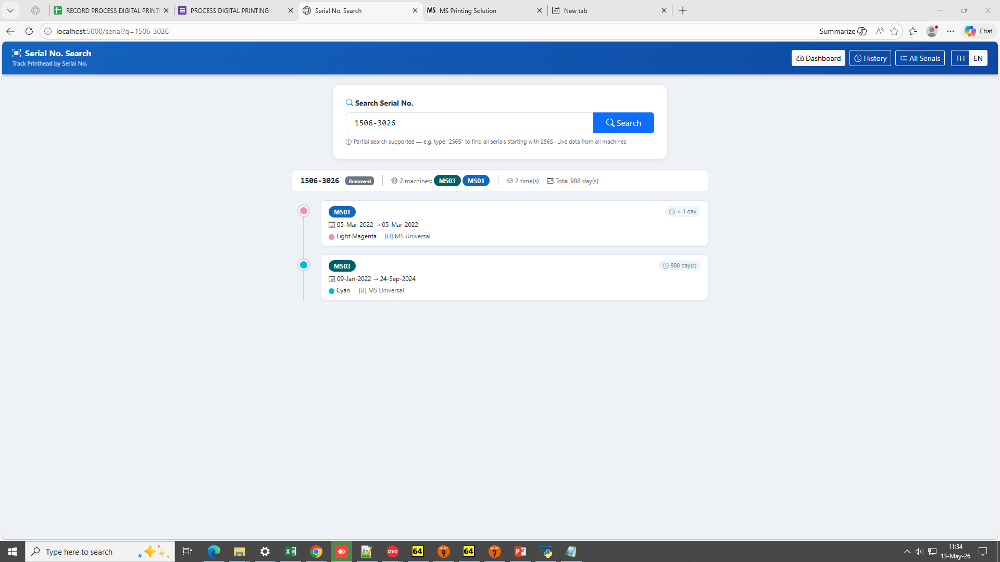 RECORD PROCESS DIGITAL PRINTI
PROCESS DIGITAL PRINTING
Serial No. Search
MS MS Printing Solution
New tab
localhost:5000/serial?q=1506-3026
Summarize
Chat
Serial No. Search
Track Printhead by Serial No.
Dashboard
History
All Serials
TH
EN
Search Serial No.
1506-3026
Search
Partial search supported — e.g. type "256S" to find all serials starting with 256S · Live data from all machines
1506-3026 Removed 2 machines: MS03 MS01 2 time(s) · Total 988 day(s)
MS01
< 1 day
05-Mar-2022 → 05-Mar-2022
Light Magenta [U] MS Universal
MS03
988 day(s)
09-Jan-2022 → 24-Sep-2024
Cyan [U] MS Universal
Type here to search
crea
64
9
64
7
11:34
13-May-26